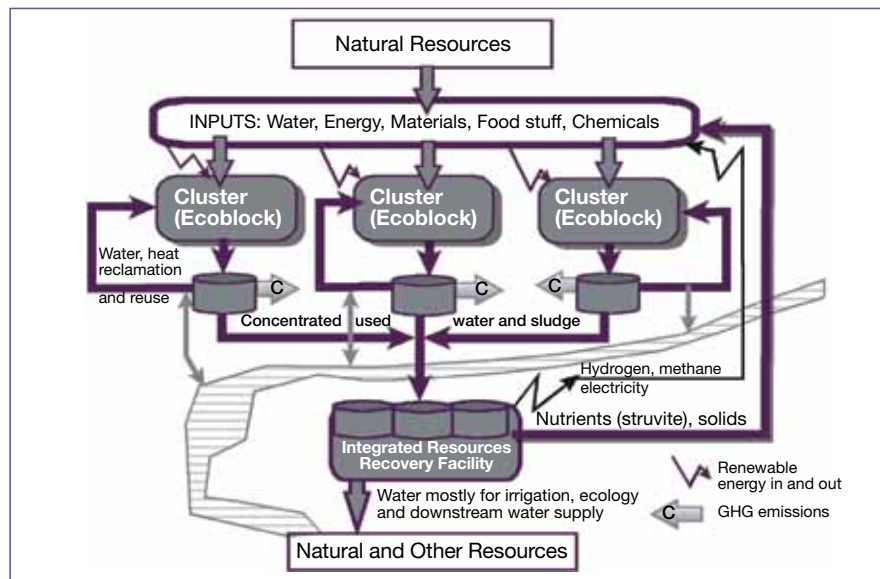 Natural Resources
INPUTS: Water, Energy, Materials, Food stuff, Chemicals
Cluster
(Ecoblock)
Cluster
(Ecoblock)
Cluster
(Ecoblock)
Water, heat
reclamation
and reuse
C
C
C
Concentrated used water and sludge
Hydrogen, methane
electricity
Nutrients (struvite), solids
Integrated Resources
Recovery Facility
Renewable
energy in and out
Water mostly for irrigation, ecology
and downstream water supply
C
GHG emissions
Natural and Other Resources